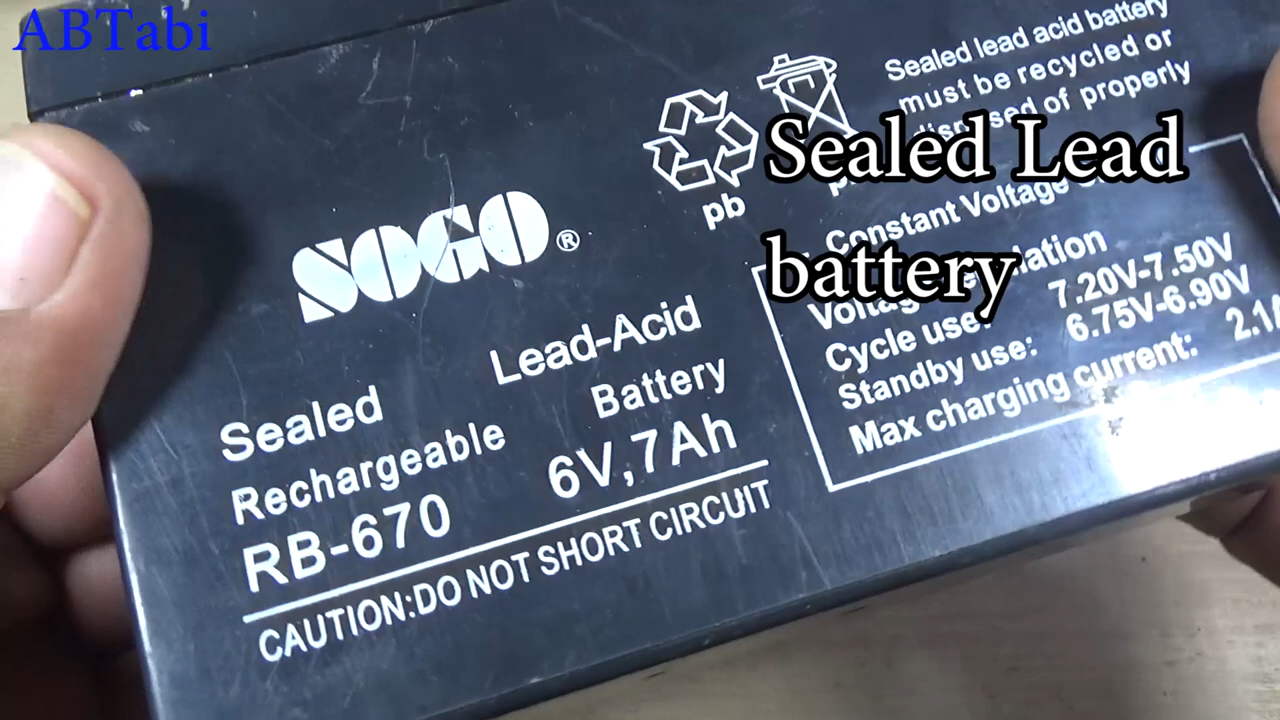 ABTabi
Sealed lead acid battery
must be recycled or
disposed of properly
pb
Sealed Lead
battery
SOGO®
Constant Voltage
Voltage
7.20V-7.50V
Cycle use:
6.75V-6.90V
Standby use:
Max charging current:
Sealed Lead-Acid
Rechargeable Battery
RB-670 6V,7Ah
CAUTION:DO NOT SHORT CIRCUIT